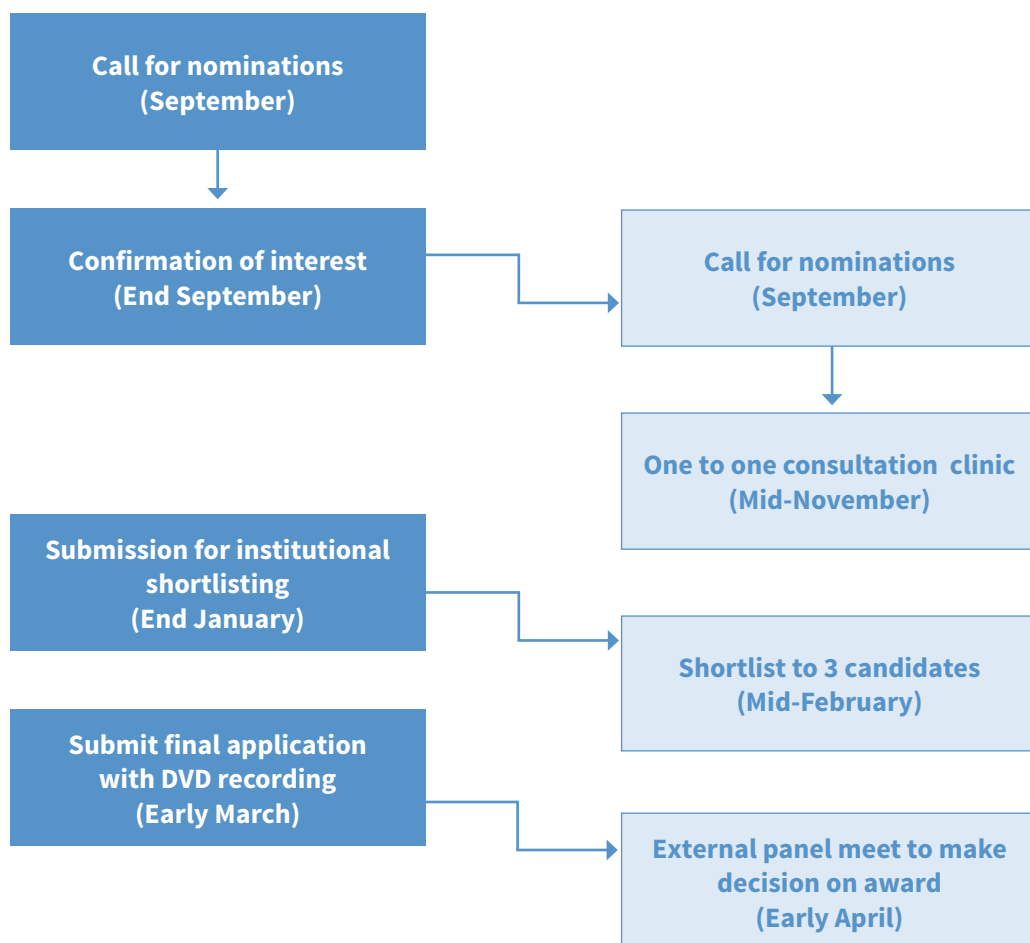 Call for nominations
(September)
Confirmation of interest
(End September)
Call for nominations
(September)
One to one consultation  clinic
(Mid-November)
Submission for institutional
shortlisting
(End January)
Shortlist to 3 candidates
(Mid-February)
Submit final application
with DVD recording
(Early March)
External panel meet to make
decision on award
(Early April)